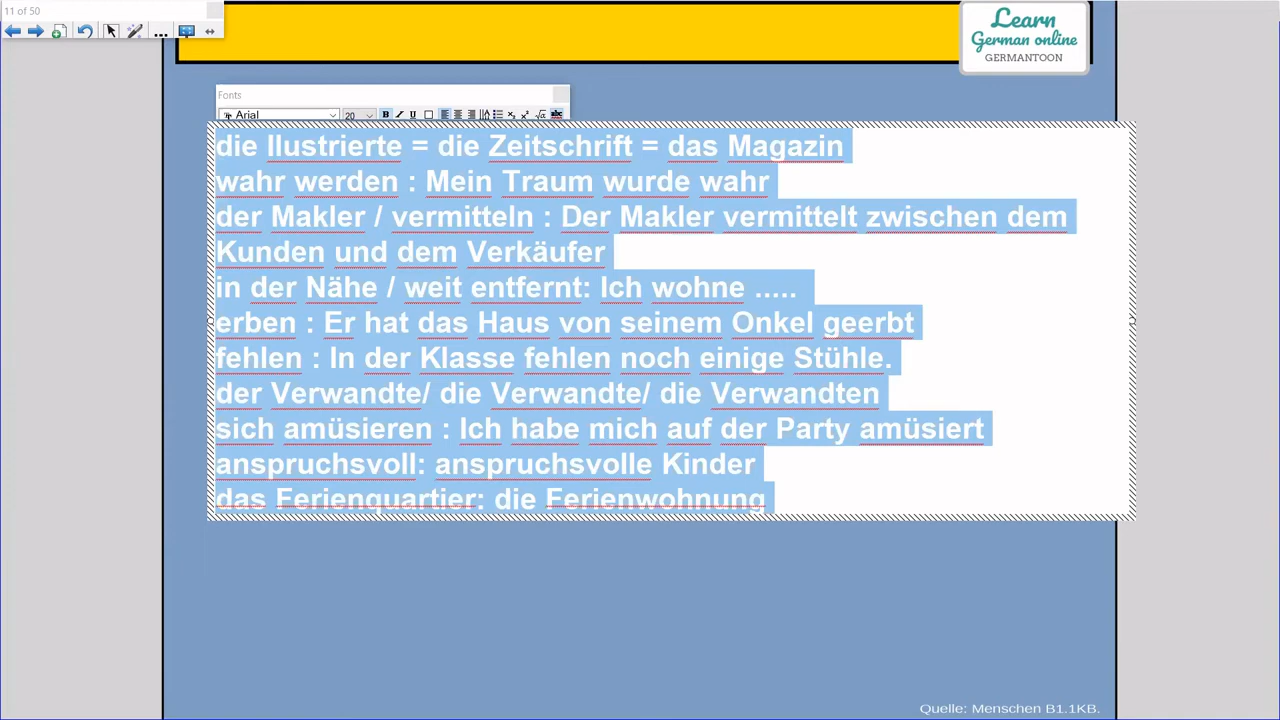 11 of 50
Learn
German online
GERMANTOON
Fonts
Arial
20
die Ilustrierte = die Zeitschrift = das Magazin
wahr werden : Mein Traum wurde wahr
der Makler / vermitteln : Der Makler vermittelt zwischen dem
Kunden und dem Verkäufer
in der Nähe / weit entfernt: Ich wohne .....
erben : Er hat das Haus von seinem Onkel geerbt
fehlen : In der Klasse fehlen noch einige Stühle.
der Verwandte/ die Verwandte/ die Verwandten
sich amüsieren : Ich habe mich auf der Party amüsiert
anspruchsvoll: anspruchsvolle Kinder
das Ferienquartier: die Ferienwohnung
Quelle: Menschen B1.1KB.